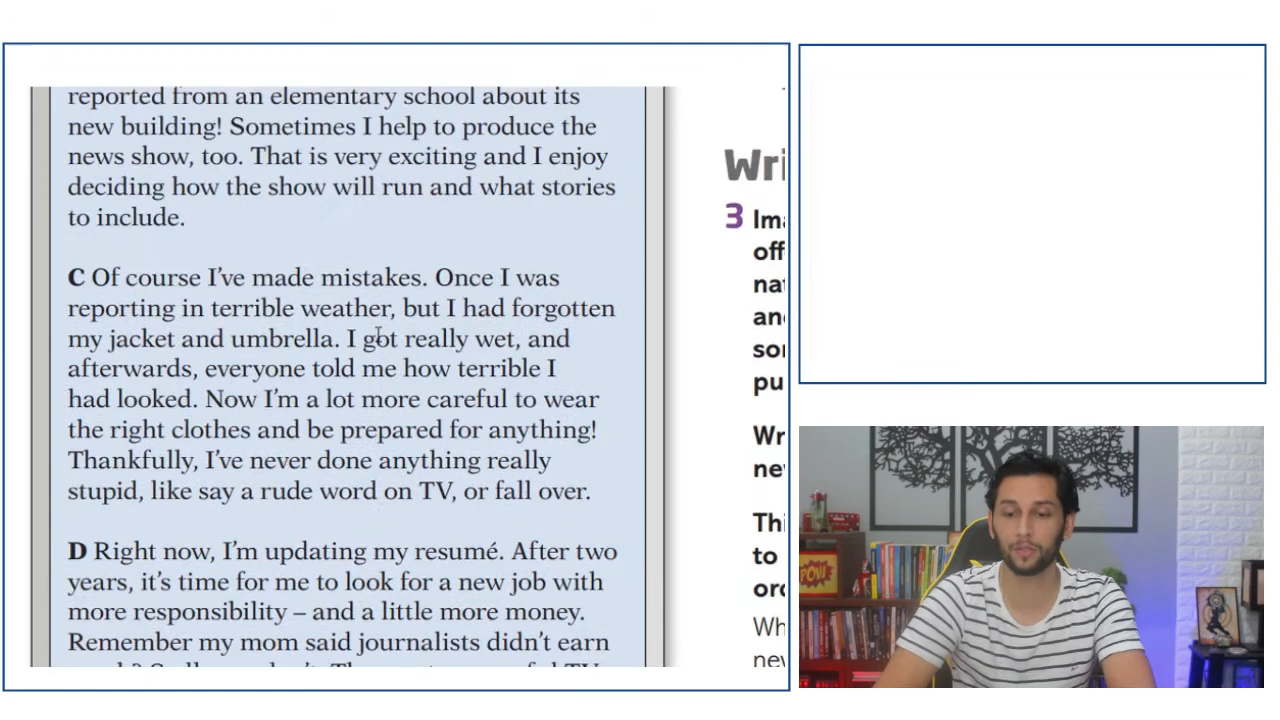 reported from an elementary school about its
new building! Sometimes I help to produce the
news show, too. That is very exciting and I enjoy
deciding how the show will run and what stories
to include.
C Of course I've made mistakes. Once I was
reporting in terrible weather, but I had forgotten
my jacket and umbrella. I got really wet, and
afterwards, everyone told me how terrible I
had looked. Now I'm a lot more careful to wear
the right clothes and be prepared for anything!
Thankfully, I've never done anything really
stupid, like say a rude word on TV, or fall over.
D Right now, I'm updating my resumé. After two
years, it's time for me to look for a new job with
more responsibility – and a little more money.
Remember my mom said journalists didn't earn
Wri
3 Ima
off
nat
and
som
pu
Wr
nev
Thi
to
ord
Wh
nev
POW!